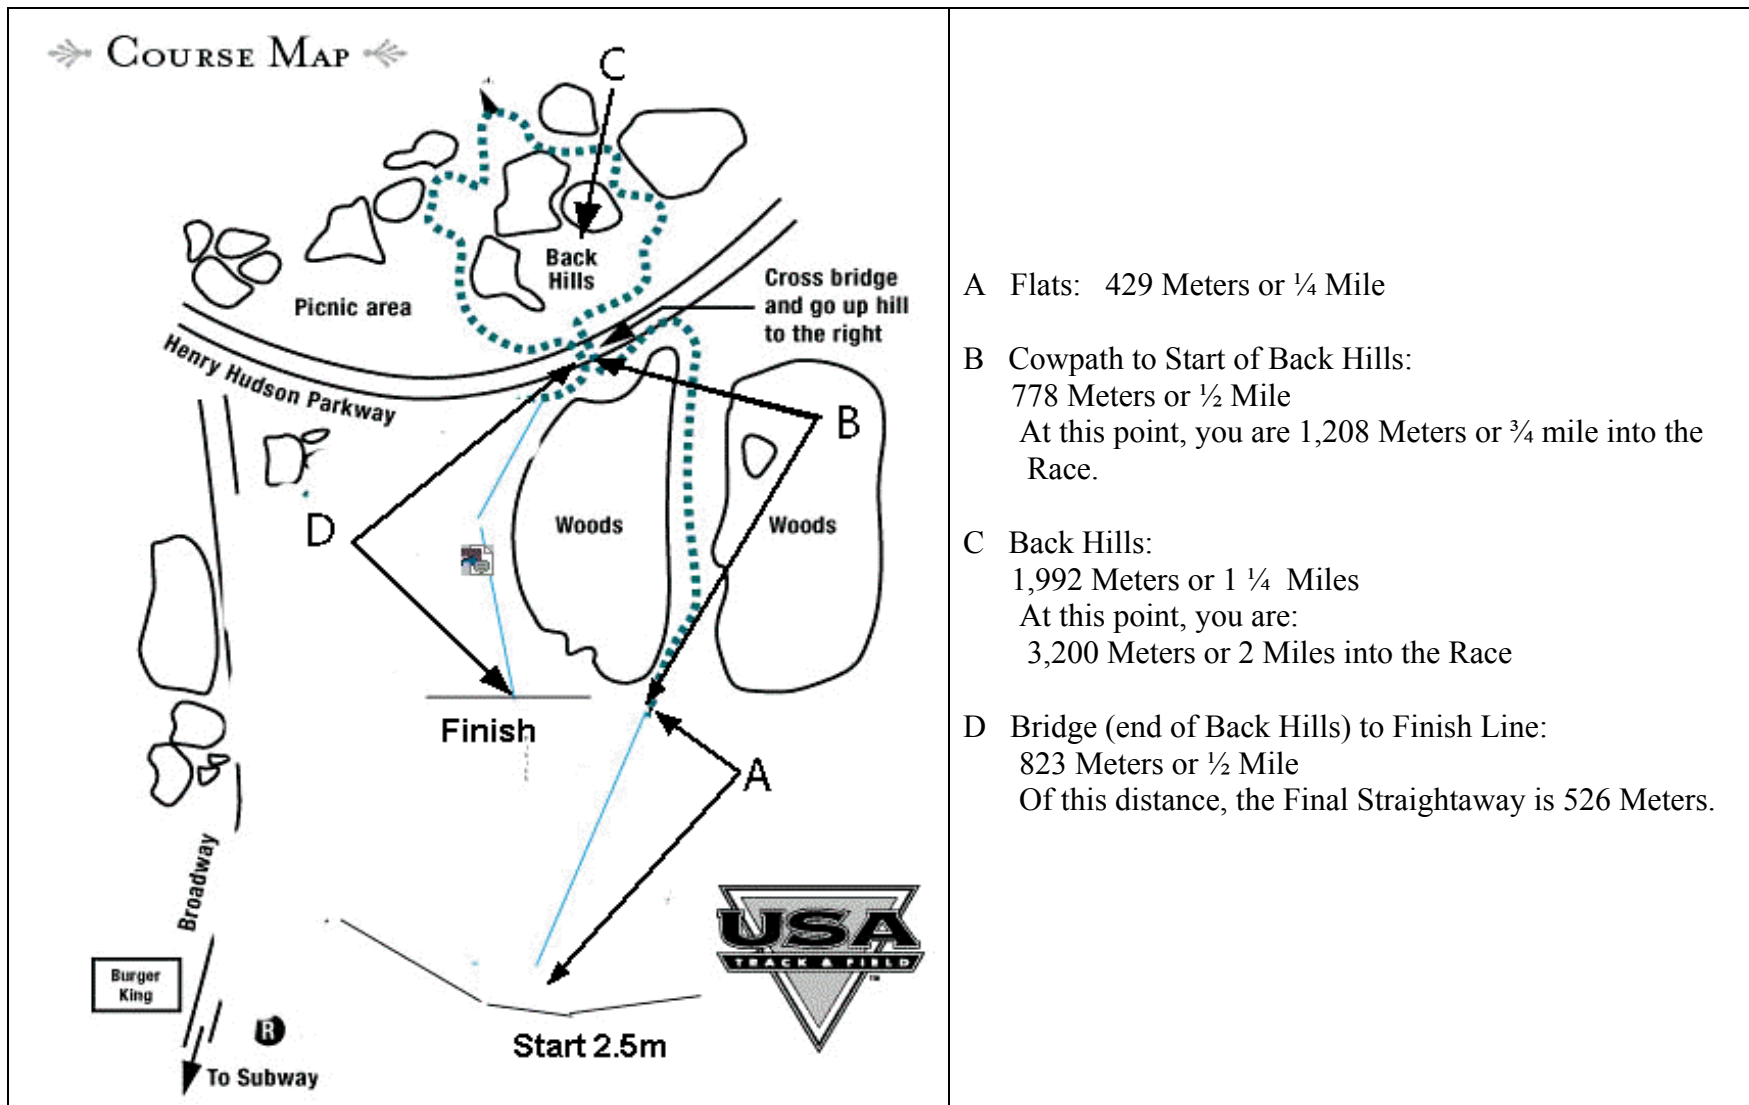 COURSE MAP
C
Back
Hills
Cross bridge
and go up hill
to the right
Picnic area
Henry Hudson Parkway
B
D
Woods
Woods
Finish
A
Broadway
USA
TRACK & FIELD
TM
Burger
King
R
Start 2.5m
To Subway
A Flats: 429 Meters or ¼ Mile
B Cowpath to Start of Back Hills:
778 Meters or ½ Mile
At this point, you are 1,208 Meters or ¾ mile into the
Race.
C Back Hills:
1,992 Meters or 1 ¼ Miles
At this point, you are:
3,200 Meters or 2 Miles into the Race
D Bridge (end of Back Hills) to Finish Line:
823 Meters or ½ Mile
Of this distance, the Final Straightaway is 526 Meters.